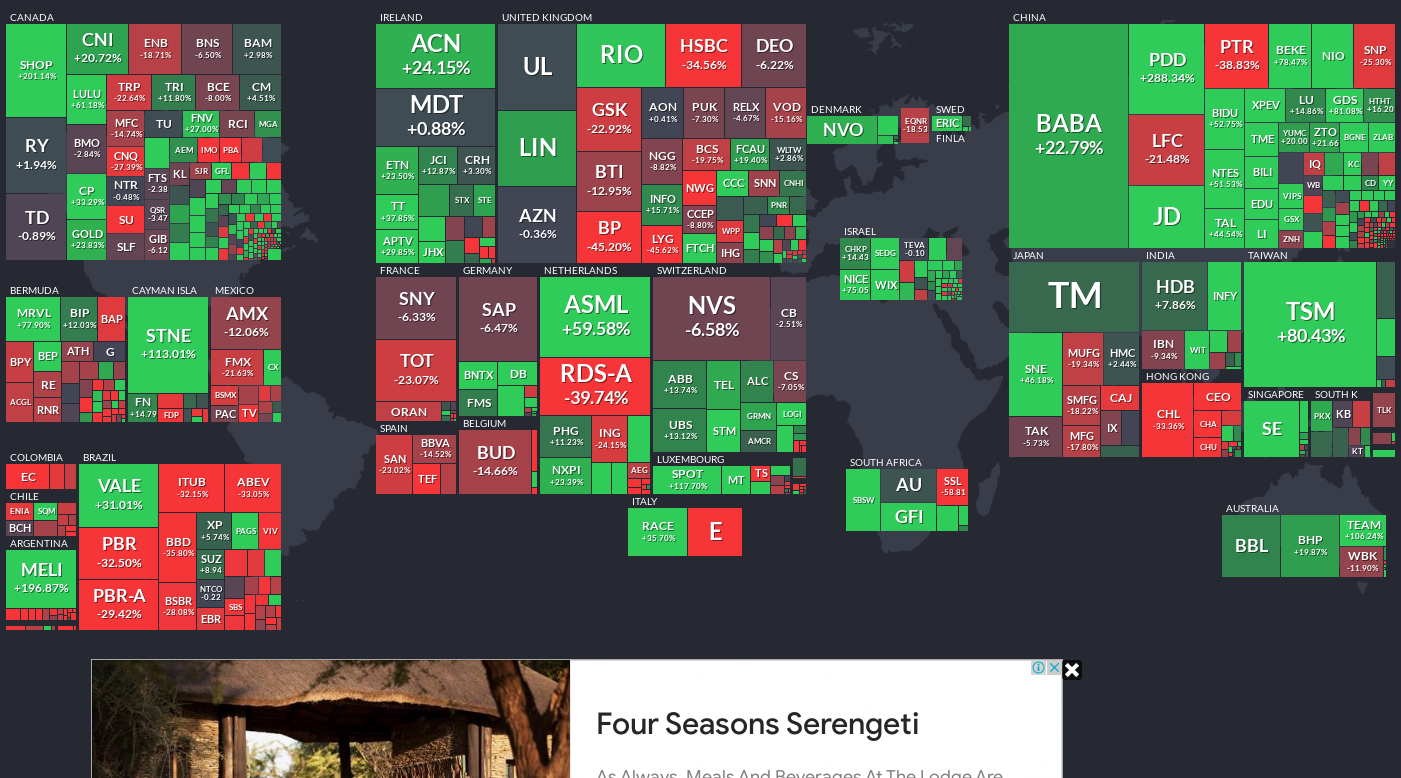 CANADA
SHOP
+201.14%
CNI
+20.72%
ENB
-18.71%
BNS
-6.50%
BAM
+2.98%
LULU
+61.18%
TRP
-22.64%
TRI
+11.80%
BCE
-8.00%
CM
+4.51%
RY
+1.94%
BMO
-2.84%
MFC
-14.74%
TU
FNV
+27.00%
RCI
MGA
CNQ
-27.39%
AEM
IMO
PBA
CP
+33.29%
NTR
-0.48%
FTS
-2.38
KL
SJR
GFL
TD
-0.89%
SU
QSR
-3.47
GOLD
+23.83%
SLF
GIB
-6.12
IRELAND
ACN
+24.15%
MDT
+0.88%
ETN
+23.50%
JCI
+12.87%
CRH
+3.30%
TT
+37.85%
STX
STE
APTV
+29.85%
JHX
UNITED KINGDOM
UL
RIO
HSBC
-34.56%
DEO
-6.22%
LIN
GSK
-22.92%
AON
+0.41%
PUK
-7.30%
RELX
-4.67%
VOD
-15.16%
BTI
-12.95%
NGG
-8.82%
BCS
-19.75%
FCAU
+19.40%
WLTW
+2.86%
AZN
-0.36%
INFO
+15.71%
NWG
CCC
SNN
CNHI
BP
-45.20%
CCEP
-8.80%
PNR
LYG
-45.62%
FTCH
WPP
IHG
DENMARK
NVO
EQNR
-18.53
SWED
ERIC
FINLA
CHINA
BABA
+22.79%
PDD
+288.34%
PTR
-38.83%
BEKE
+78.47%
NIO
SNP
-25.30%
LFC
-21.48%
BIDU
+52.75%
XPEV
LU
+14.86%
GDS
+81.08%
HTHT
+16.20
TME
YUMC
+20.00
ZTO
+21.66
BGNE
ZLAB
JD
NTES
+51.53%
BILI
IQ
KC
WB
CD
YY
EDU
VIPS
TAL
+44.54%
LI
GSX
ZNH
ISRAEL
CHKP
+14.43
SEDG
TEVA
-0.10
NICE
+75.05
WIX
FRANCE
SNY
-6.33%
TOT
-23.07%
ORAN
GERMANY
SAP
-6.47%
BNTX
DB
FMS
NETHERLANDS
ASML
+59.58%
RDS-A
-39.74%
PHG
+11.23%
ING
-24.15%
NXPI
+23.39%
AEG
SWITZERLAND
NVS
-6.58%
CB
-2.51%
ABB
+13.74%
TEL
ALC
CS
-7.05%
UBS
+13.12%
STM
GRMN
LOGI
AMCR
SPAIN
SAN
-23.02%
BBVA
-14.52%
TEF
BELGIUM
BUD
-14.66%
LUXEMBOURG
SPOT
+117.70%
MT
TS
ITALY
RACE
+35.70%
E
BERMUDA
MRVL
+77.90%
BIP
+12.03%
BAP
BPY
BEP
ATH
G
ACGL
RE
RNR
CAYMAN ISLA
STNE
+113.01%
FN
+14.79
FDP
MEXICO
AMX
-12.06%
FMX
-21.63%
CX
BSMX
PAC
TV
COLOMBIA
EC
CHILE
ENIA
SQM
BCH
ARGENTINA
MELI
+196.87%
BRAZIL
VALE
+31.01%
ITUB
-32.15%
ABEV
-33.05%
PBR
-32.50%
BBD
-35.80%
XP
+5.74%
PAGS
VIV
SUZ
+8.94
PBR-A
-29.42%
BSBR
-28.08%
NTCO
-0.22
EBR
SBS
SOUTH AFRICA
SBSW
AU
SSL
-58.81
GFI
JAPAN
TM
SNE
+46.18%
MUFG
-19.34%
HMC
+2.44%
SMFG
-18.22%
CAJ
TAK
-5.73%
MFG
-17.80%
IX
INDIA
HDB
+7.86%
INFY
IBN
-9.34%
WIT
HONG KONG
CHL
-33.36%
CEO
CHA
CHU
TAIWAN
TSM
+80.43%
SINGAPORE
SE
SOUTH K
PKX
KB
KT
TLK
AUSTRALIA
BBL
BHP
+19.87%
TEAM
+106.24%
WBK
-11.90%
Four Seasons Serengeti
As Always, Meals And Beverages At The Lodge Are